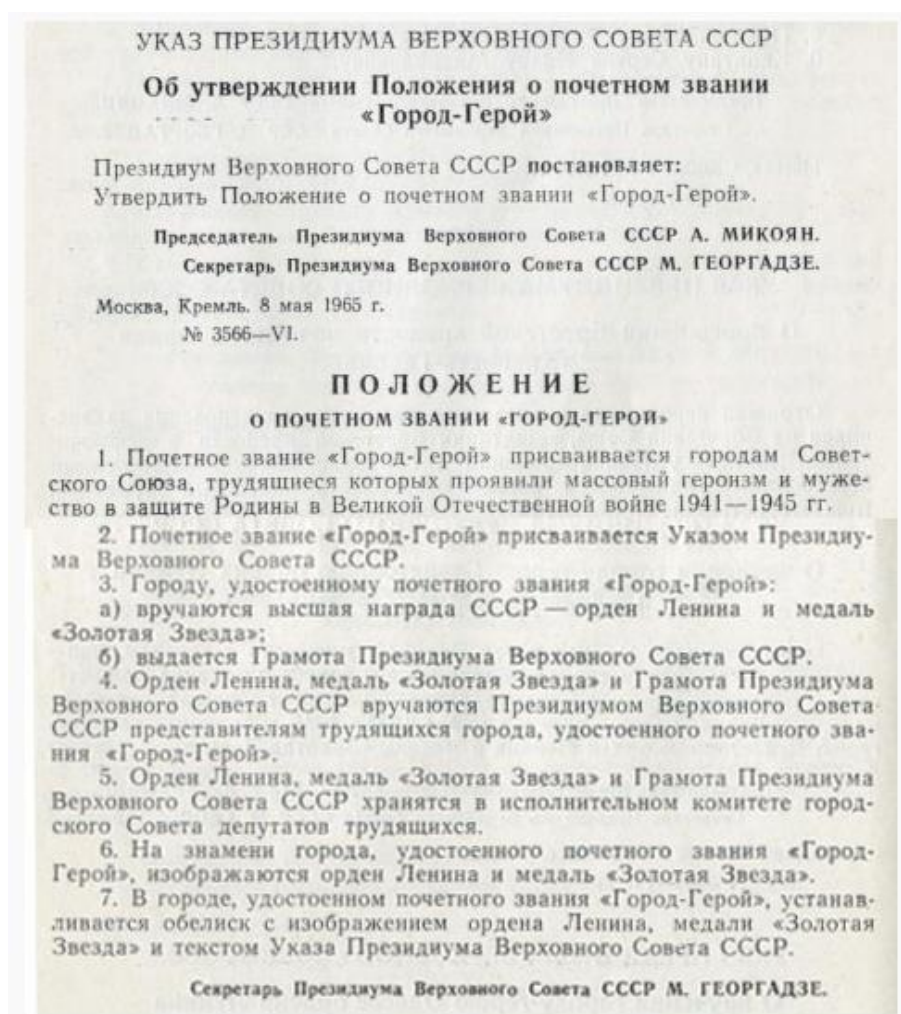 УКАЗ ПРЕЗИДИУМА ВЕРХОВНОГО СОВЕТА СССР
Об утверждении Положения о почетном звании
«Город-Герой»
Президиум Верховного Совета СССР постановляет:
Утвердить Положение о почетном звании «Город-Герой».
Председатель Президиума Верховного Совета СССР А. МИКОЯН.
Секретарь Президиума Верховного Совета СССР М. ГЕОРГАДЗЕ.
Москва, Кремль. 8 мая 1965 г.
№ 3566—VI.
ПОЛОЖЕНИЕ
О ПОЧЕТНОМ ЗВАНИИ «ГОРОД-ГЕРОЙ»
1. Почетное звание «Город-Герой» присваивается городам Совет-
ского Союза, трудящиеся которых проявили массовый героизм и муже-
ство в защите Родины в Великой Отечественной войне 1941—1945 гг.
2. Почетное звание «Город-Герой» присваивается Указом Президиу-
ма Верховного Совета СССР.
3. Городу, удостоенному почетного звания «Город-Герой»:
а) вручаются высшая награда СССР — орден Ленина и медаль
«Золотая Звезда»;
б) выдается Грамота Президиума Верховного Совета СССР.
4. Орден Ленина, медаль «Золотая Звезда» и Грамота Президиума
Верховного Совета СССР вручаются Президиумом Верховного Совета
СССР представителям трудящихся города, удостоенного почетного зва-
ния «Город-Герой».
5. Орден Ленина, медаль «Золотая Звезда» и Грамота Президиума
Верховного Совета СССР хранятся в исполнительном комитете город-
ского Совета депутатов трудящихся.
6. На знамени города, удостоенного почетного звания «Город-
Герой», изображаются орден Ленина и медаль «Золотая Звезда».
7. В городе, удостоенном почетного звания «Город-Герой», устанав-
ливается обелиск с изображением ордена Ленина, медали «Золотая
Звезда» и текстом Указа Президиума Верховного Совета СССР.
Секретарь Президиума Верховного Совета СССР М. ГЕОРГАДЗЕ.